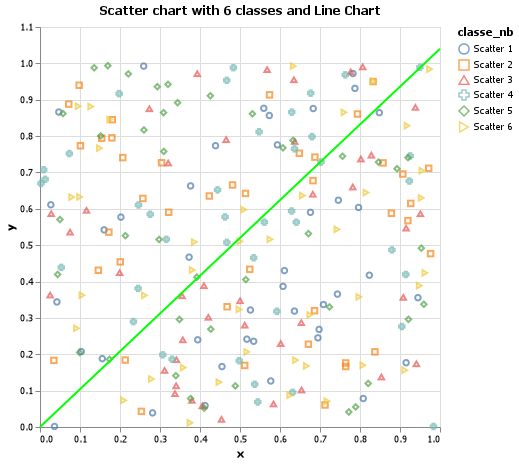 Scatter chart with 6 classes and Line Chart
classe_nb
Scatter 1
Scatter 2
Scatter 3
Scatter 4
Scatter 5
Scatter 6
y
1.1
1.0
0.9
0.8
0.7
0.6
0.5
0.4
0.3
0.2
0.1
0.0
0.0 0.1 0.2 0.3 0.4 0.5 0.6 0.7 0.8 0.9 1.0
x